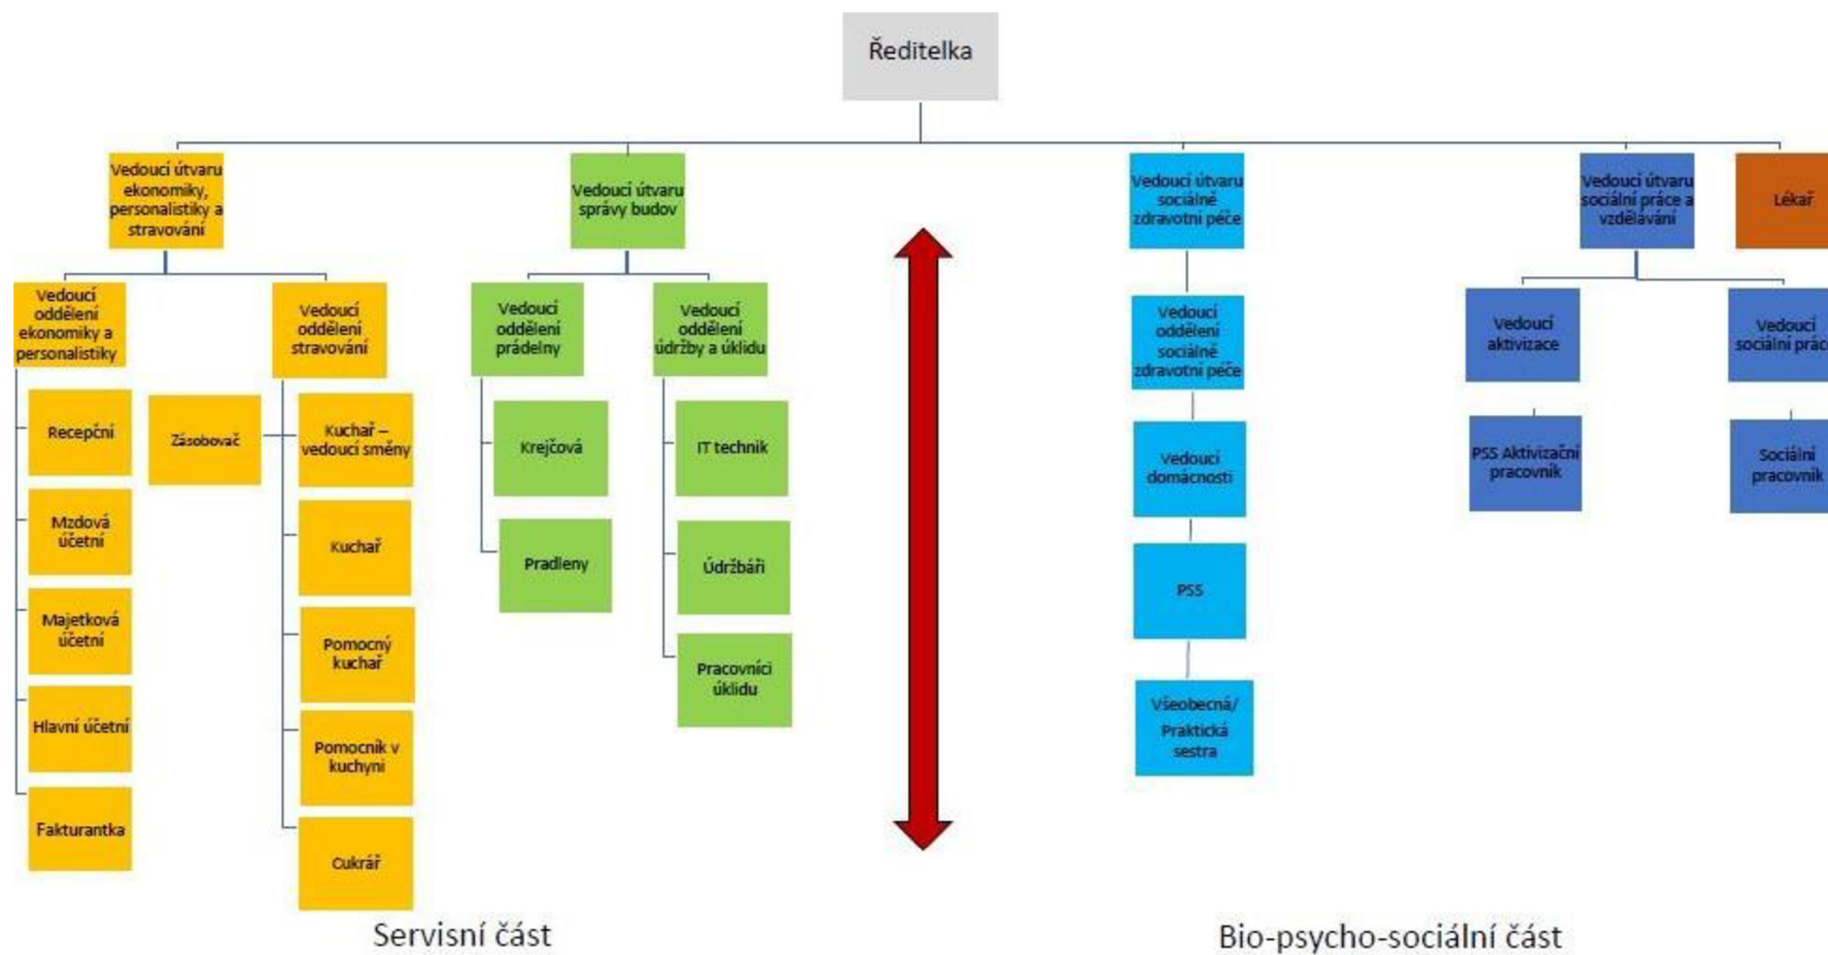 Ředitelka
Vedoucí útvaru
ekonomiky,
personalistiky a
stravování
Vedoucí útvaru
správy budov
Vedoucí útvaru
sociálně
zdravotní péče
Vedoucí útvaru
sociální práce a
vzdělávání
Lékař
Vedoucí
oddělení
ekonomiky a
personalistiky
Vedoucí
oddělení
stravování
Vedoucí
oddělení
prádelny
Vedoucí
oddělení
údržby a úklidu
Vedoucí
oddělení
sociálně
zdravotní péče
Vedoucí
aktivizace
Vedoucí
sociální práce
Recepční
Mzdová
účetní
Majetková
účetní
Hlavní účetní
Fakturantka
Zásobovač
Kuchař –
vedoucí směny
Kuchař
Pomocný
kuchař
Pomocník v
kuchyni
Cukrář
Krejčová
Pradleny
IT technik
Údržbáři
Pracovníci
úklidu
Vedoucí
domácnosti
PSS
Všeobecná/
Praktická
sestra
PSS Aktivizační
pracovník
Sociální
pracovník
Servisní část
Bio-psycho-sociální část